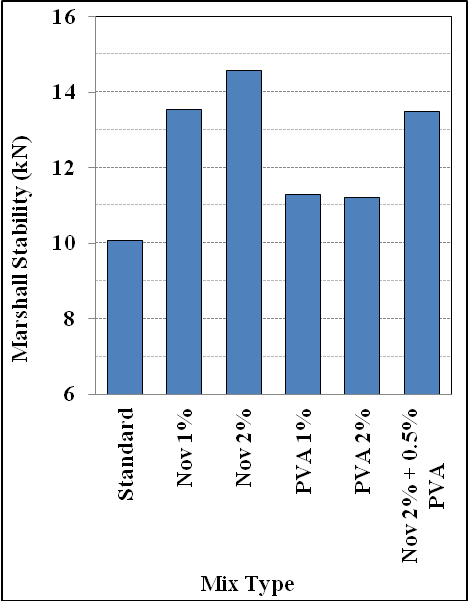 16
14
12
10
8
6
Marshall Stability (kN)
Standard
Nov 1%
Nov 2%
PVA 1%
PVA 2%
Nov 2% + 0.5%
PVA
Mix Type